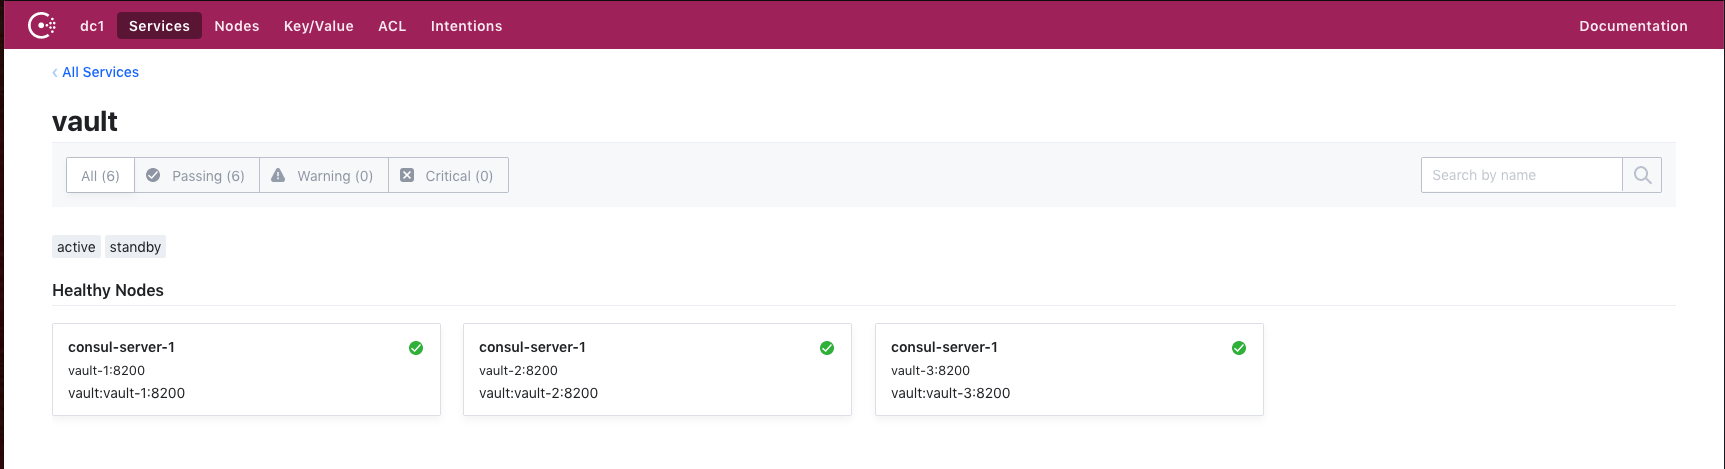 dc1 Services Nodes Key/Value ACL Intentions Documentation
‹ All Services
vault
All (6) Passing (6) Warning (0) Critical (0) Search by name
active standby
Healthy Nodes
consul-server-1
vault-1:8200
vault:vault-1:8200
consul-server-1
vault-2:8200
vault:vault-2:8200
consul-server-1
vault-3:8200
vault:vault-3:8200